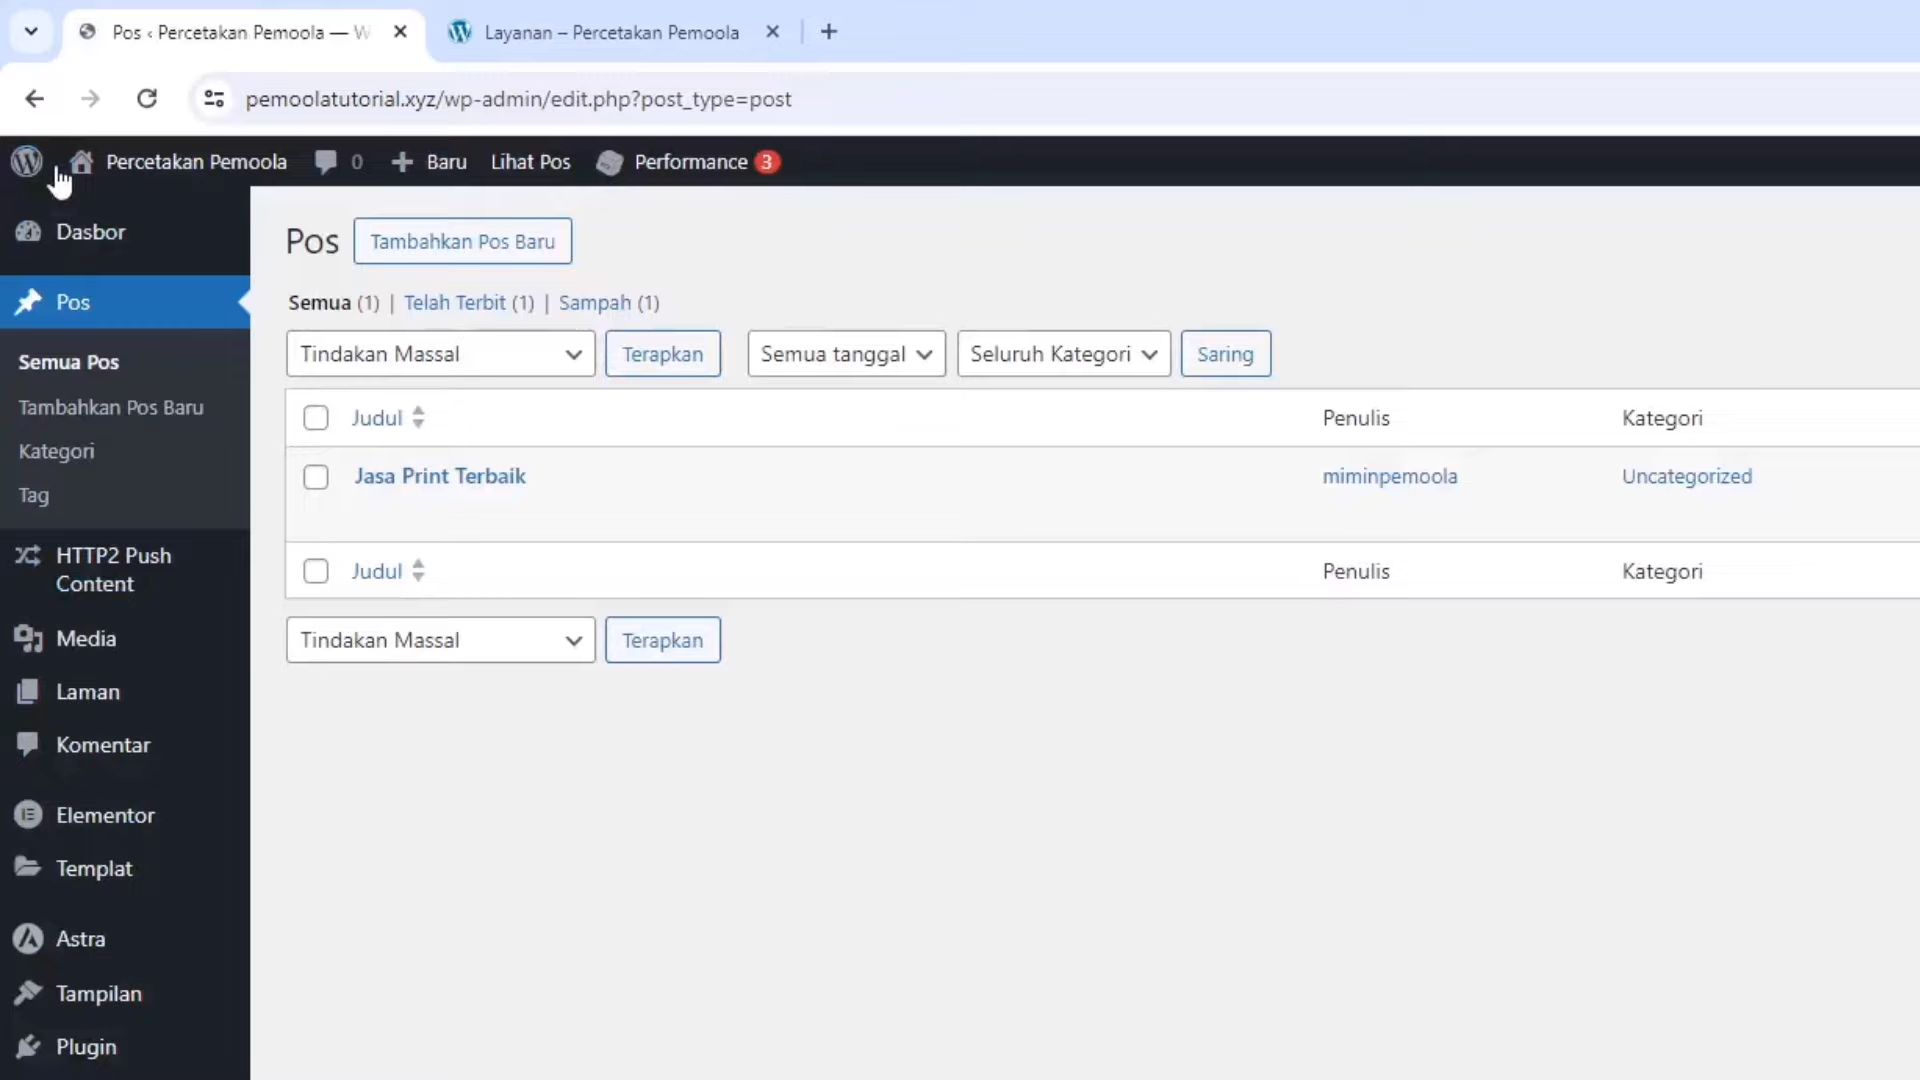 Pos ‹ Percetakan Pemoola — W
Layanan – Percetakan Pemoola
pemoolatutorial.xyz/wp-admin/edit.php?post_type=post
Percetakan Pemoola 0 + Baru Lihat Pos Performance 3
Dasbor
Pos
Semua Pos
Tambahkan Pos Baru
Kategori
Tag
HTTP2 Push
Content
Media
Laman
Komentar
Elementor
Templat
Astra
Tampilan
Plugin
Pos Tambahkan Pos Baru
Semua (1) | Telah Terbit (1) | Sampah (1)
Tindakan Massal Terapkan Semua tanggal Seluruh Kategori Saring
Judul Penulis Kategori
Jasa Print Terbaik miminpemoola Uncategorized
Judul Penulis Kategori
Tindakan Massal Terapkan